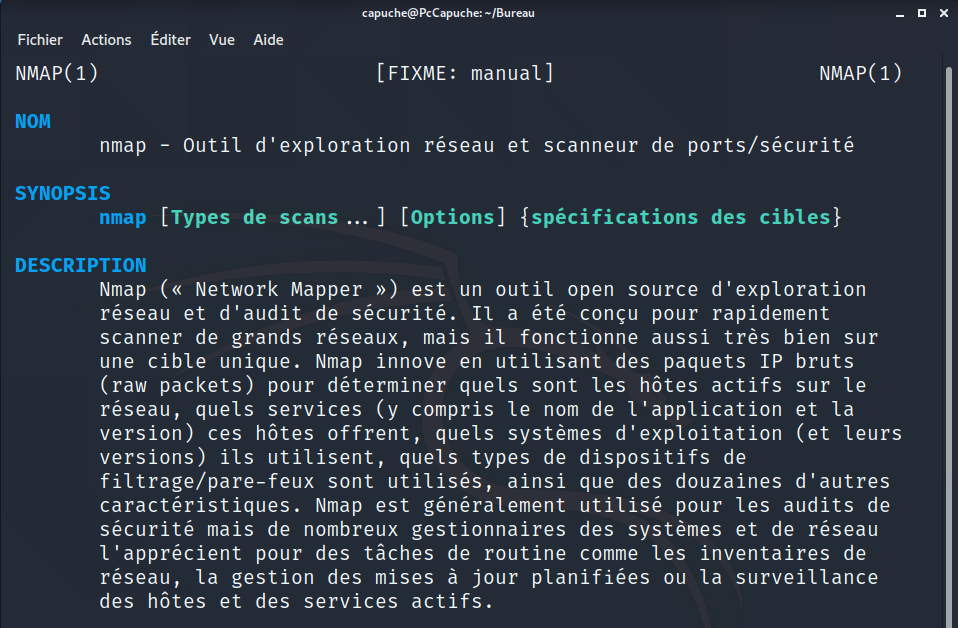 capuche@PcCapuche: ~/Bureau
Fichier Actions Éditer Vue Aide
NMAP(1) [FIXME: manual] NMAP(1)
NOM
nmap - Outil d'exploration réseau et scanneur de ports/sécurité
SYNOPSIS
nmap [Types de scans...] [Options] {spécifications des cibles}
DESCRIPTION
Nmap (« Network Mapper ») est un outil open source d'exploration
réseau et d'audit de sécurité. Il a été conçu pour rapidement
scanner de grands réseaux, mais il fonctionne aussi très bien sur
une cible unique. Nmap innove en utilisant des paquets IP bruts
(raw packets) pour déterminer quels sont les hôtes actifs sur le
réseau, quels services (y compris le nom de l'application et la
version) ces hôtes offrent, quels systèmes d'exploitation (et leurs
versions) ils utilisent, quels types de dispositifs de
filtrage/pare-feux sont utilisés, ainsi que des douzaines d'autres
caractéristiques. Nmap est généralement utilisé pour les audits de
sécurité mais de nombreux gestionnaires des systèmes et de réseau
l'apprécient pour des tâches de routine comme les inventaires de
réseau, la gestion des mises à jour planifiées ou la surveillance
des hôtes et des services actifs.